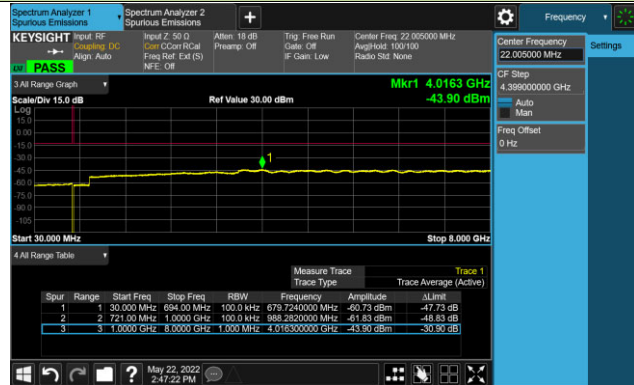 Spectrum Analyzer 1
Spurious Emissions
Spectrum Analyzer 2
Spurious Emissions
+
Frequency
KEYSIGHT
Input: RF
Coupling: DC
Align: Auto
Input Z: 50 Ω
Corr CCorr RCal
Freq Ref: Ext (S)
NFE: Off
Atten: 18 dB
Preamp: Off
Trig: Free Run
Gate: Off
IF Gain: Low
Center Freq: 22.005000 MHz
Avg|Hold: 100/100
Radio Std: None
PASS
Center Frequency
22.005000 MHz
Settings
CF Step
4.399000000 GHz
Auto
Man
Freq Offset
0 Hz
3 All Range Graph
Mkr1 4.0163 GHz
Scale/Div 15.0 dB
Ref Value 30.00 dBm
-43.90 dBm
Log
15.0
0.00
-15.0
-30.0
-45.0
-60.0
-75.0
-90.0
-105
1
Start 30.000 MHz
Stop 8.000 GHz
4 All Range Table
Measure Trace Trace 1
Trace Type Trace Average (Active)
Spur Range Start Freq Stop Freq RBW Frequency Amplitude ΔLimit
1 1 30.000 MHz 694.00 MHz 100.0 kHz 679.7240000 MHz -60.73 dBm -47.73 dB
2 2 721.00 MHz 1.0000 GHz 100.0 kHz 988.2820000 MHz -61.83 dBm -48.83 dB
3 3 1.0000 GHz 8.0000 GHz 1.000 MHz 4.016300000 GHz -43.90 dBm -30.90 dB
?
May 22, 2022
2:47:22 PM